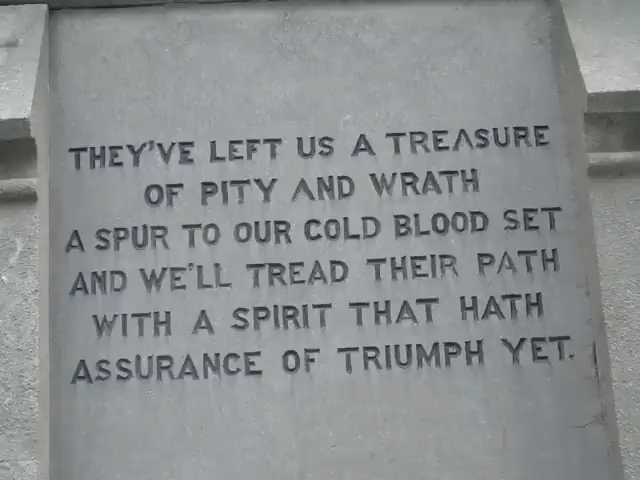 THEY'VE LEFT US A TREASURE
OF PITY AND WRATH
A SPUR TO OUR COLD BLOOD SET
AND WE'LL TREAD THEIR PATH
WITH A SPIRIT THAT HATH
ASSURANCE OF TRIUMPH YET.